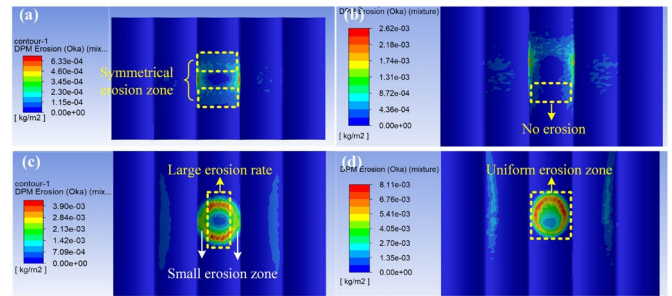 (a)
contour-1
DPM Erosion (Oka) (mix...
6.33e-04
4.60e-04
3.45e-04
2.30e-04
1.15e-04
0.00e+00
[ kg/m2 ]
Symmetrical
erosion zone
(b)
DPM Erosion (Oka) (mixture)
2.62e-03
2.18e-03
1.74e-03
1.31e-03
8.72e-04
4.36e-04
0.00e+00
[ kg/m2 ]
No erosion
(c)
contour-1
DPM Erosion (Oka) (mix...
3.90e-03
2.84e-03
2.13e-03
1.42e-03
7.09e-04
0.00e+00
[ kg/m2 ]
Large erosion rate
Small erosion zone
(d)
DPM Erosion (Oka) (mixture)
8.11e-03
6.76e-03
5.41e-03
4.05e-03
2.70e-03
1.35e-03
0.00e+00
[ kg/m2 ]
Uniform erosion zone